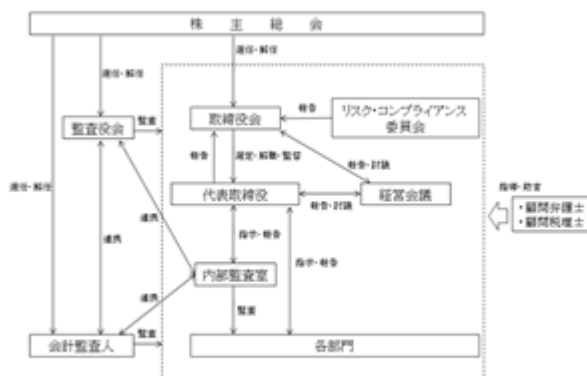 株主総会
選任・解任
選任・解任
選任・解任
監査役会
監査
取締役会
報告
リスク・コンプライアンス
委員会
報告
選定・解職・監督
報告・討議
代表取締役
報告・討議
経営会議
指導・助言
・顧問弁護士
・顧問税理士
連携
連携
指示・報告
指示・報告
内部監査室
連携
監査
会計監査人
監査
各部門